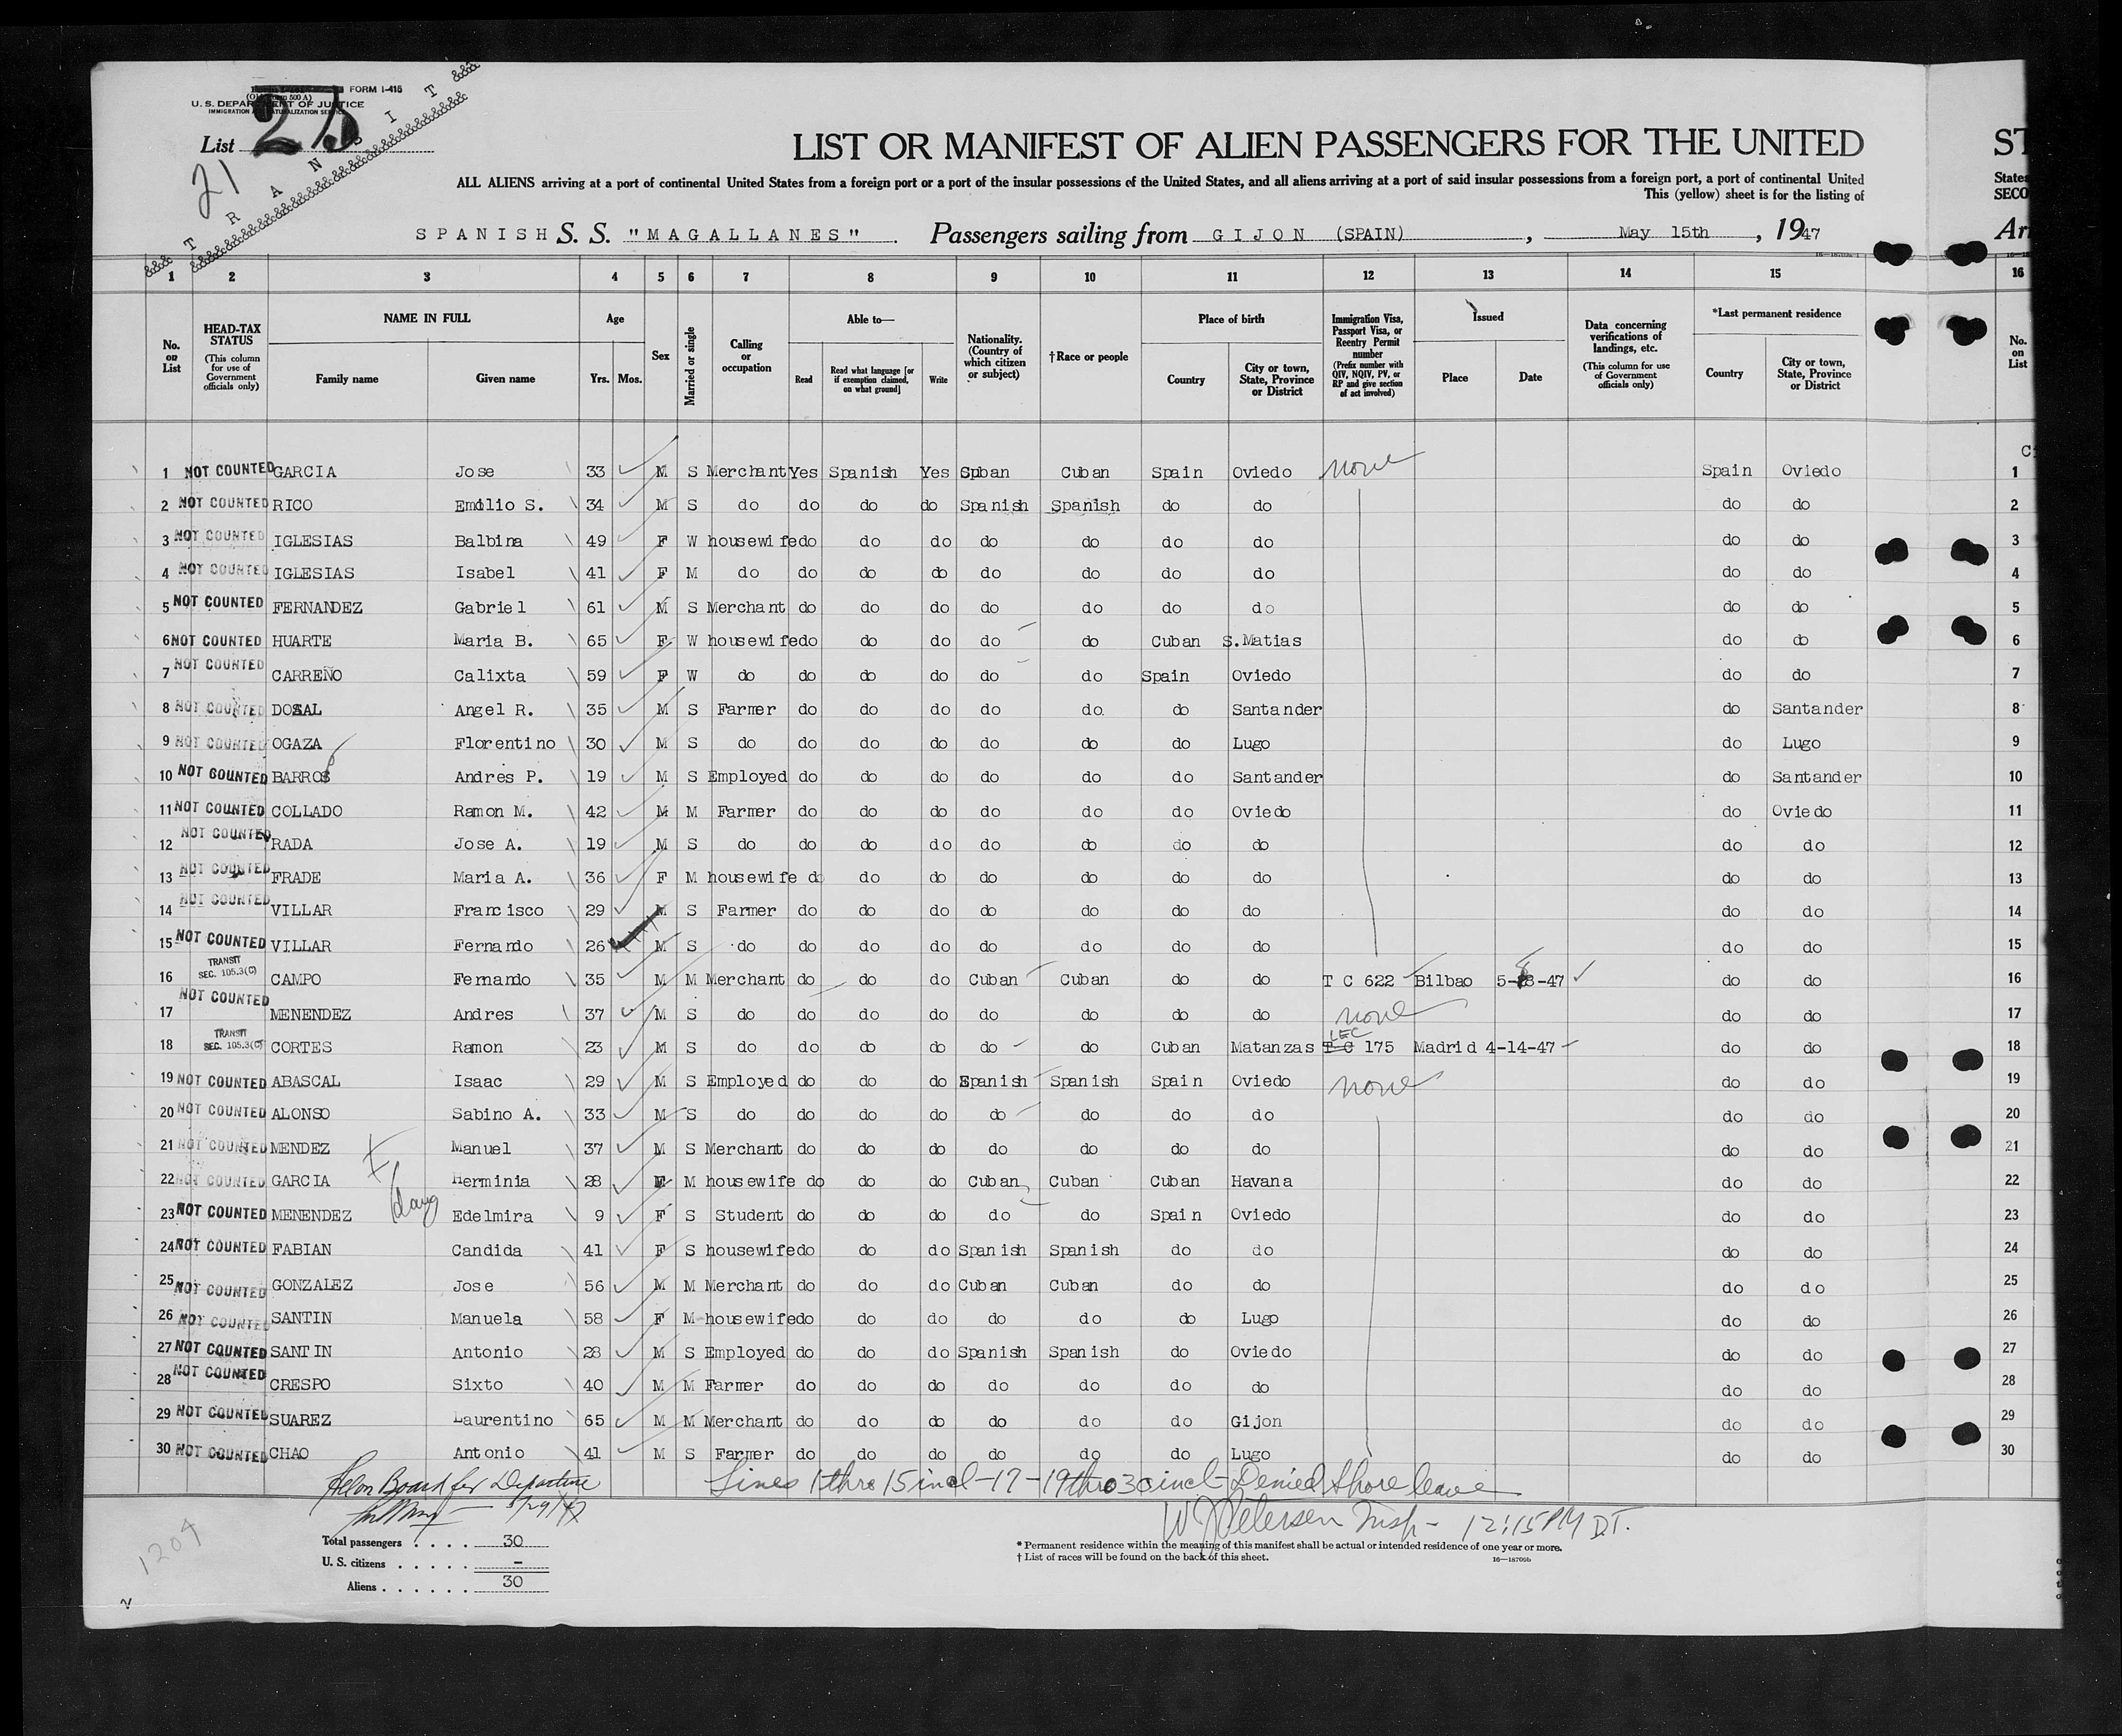 FORM I-415
U. S. DEPARTMENT OF JUSTICE
IMMIGRATION AND NATURALIZATION SERVICE
List 25
21
TRANSIT
LIST OR MANIFEST OF ALIEN PASSENGERS FOR THE UNITED
ST
ALL ALIENS arriving at a port of continental United States from a foreign port or a port of the insular possessions of the United States, and all aliens arriving at a port of said insular possessions from a foreign port, a port of continental United
States
This (yellow) sheet is for the listing of
SECO
SPANISH S. S. "MAGALLANES". Passengers sailing from GIJON (SPAIN), May 15th, 1947
Arr
1 2 3 4 5 6 7 8 9 10 11 12 13 14 15 16
No. on List
HEAD-TAX STATUS (This column for use of Government officials only)
NAME IN FULL Family name Given name
Age Yrs. Mos.
Sex
Married or single
Calling or occupation
Able to— Read Read what language [or if exemption claimed, on what ground] Write
Nationality. (Country of which citizen or subject)
†Race or people
Place of birth Country City or town, State, Province or District
Immigration Visa, Passport Visa, or Reentry Permit number (Prefix number with QIV, NQIV, PV, or RP and give section of act involved)
Issued Place Date
Data concerning verifications of landings, etc. (This column for use of Government officials only)
*Last permanent residence Country City or town, State, Province or District
No. on List
1 NOT COUNTED GARCIA Jose 33 M S Merchant Yes Spanish Yes Cuban Cuban Spain Oviedo none Spain Oviedo 1
2 NOT COUNTED RICO Emilio S. 34 M S do do do do Spanish Spanish do do do do 2
3 NOT COUNTED IGLESIAS Balbina 49 F W housewife do do do do do do do do do 3
4 NOT COUNTED IGLESIAS Isabel 41 F M do do do do do do do do do do 4
5 NOT COUNTED FERNANDEZ Gabriel 61 M S Merchant do do do do do do do do do 5
6 NOT COUNTED HUARTE Maria B. 65 F W housewife do do do do do Cuban S.Matias do do 6
7 NOT COUNTED CARREÑO Calixta 59 F W do do do do do do Spain Oviedo do do 7
8 NOT COUNTED DOSAL Angel R. 35 M S Farmer do do do do do. do Santander do Santander 8
9 NOT COUNTED OGAZA Florentino 30 M S do do do do do do do Lugo do Lugo 9
10 NOT COUNTED BARROS Andres P. 19 M S Employed do do do do do do Santander do Santander 10
11 NOT COUNTED COLLADO Ramon M. 42 M M Farmer do do do do do do Oviedo do Oviedo 11
12 NOT COUNTED RADA Jose A. 19 M S do do do do do do do do do do 12
13 NOT COUNTED FRADE Maria A. 36 F M housewife do do do do do do do do do 13
14 NOT COUNTED VILLAR Francisco 29 M S Farmer do do do do do do do do do 14
15 NOT COUNTED VILLAR Fernando 26 M S do do do do do do do do do do 15
16 TRANSIT SEC. 105.3(C) CAMPO Fernando 35 M M Merchant do do do Cuban Cuban do do T C 622 Bilbao 5-8-47 do do 16
17 NOT COUNTED MENENDEZ Andres 37 M S do do do do do do do do none do do 17
18 TRANSIT SEC. 105.3(C) CORTES Ramon 23 M S do do do do do do Cuban Matanzas LEC T C 175 Madrid 4-14-47 do do 18
19 NOT COUNTED ABASCAL Isaac 29 M S Employed do do do Spanish Spanish Spain Oviedo none do do 19
20 NOT COUNTED ALONSO Sabino A. 33 M S do do do do do do do do do do 20
21 NOT COUNTED MENDEZ Manuel 37 M S Merchant do do do do do do do do do 21
22 NOT COUNTED GARCIA Herminia 28 F M housewife do do do Cuban Cuban Cuban Havana do do 22
23 NOT COUNTED MENENDEZ daug Edelmira 9 F S Student do do do do do Spain Oviedo do do 23
24 NOT COUNTED FABIAN Candida 41 F S housewife do do do Spanish Spanish do do do do 24
25 NOT COUNTED GONZALEZ Jose 56 M M Merchant do do do Cuban Cuban do do do do 25
26 NOT COUNTED SANTIN Manuela 58 F M housewife do do do do do do Lugo do do 26
27 NOT COUNTED SANTIN Antonio 28 M S Employed do do do Spanish Spanish do Oviedo do do 27
28 NOT COUNTED CRESPO Sixto 40 M M Farmer do do do do do do do do do 28
29 NOT COUNTED SUAREZ Laurentino 65 M M Merchant do do do do do do Gijon do do 29
30 NOT COUNTED CHAO Antonio 41 M S Farmer do do do do do do Lugo do do 30
on Board for Departure
5/29/47
Lines 1 thro 15 incl - 17 - 19 thro 30 incl - Denied shore leave
W J Petersen Insp - 12:15 PM D.T.
1204
Total passengers . . . . 30
U. S. citizens . . . . . –
Aliens . . . . . . 30
* Permanent residence within the meaning of this manifest shall be actual or intended residence of one year or more.
† List of races will be found on the back of this sheet.
16—18709b